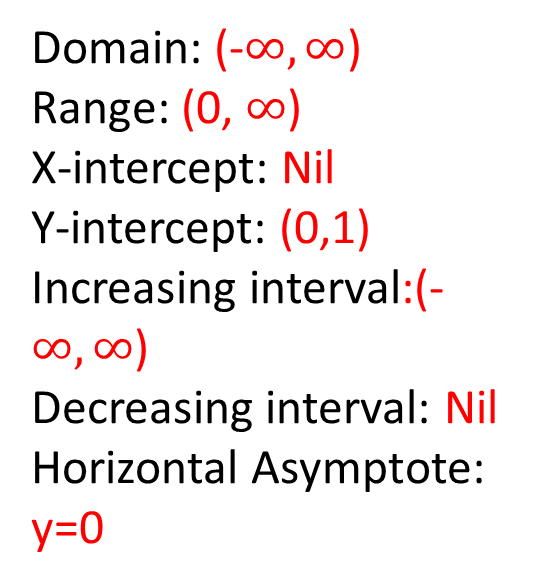 Domain: (-∞, ∞)
Range: (0, ∞)
X-intercept: Nil
Y-intercept: (0,1)
Increasing interval:(-
∞, ∞)
Decreasing interval: Nil
Horizontal Asymptote:
y=0